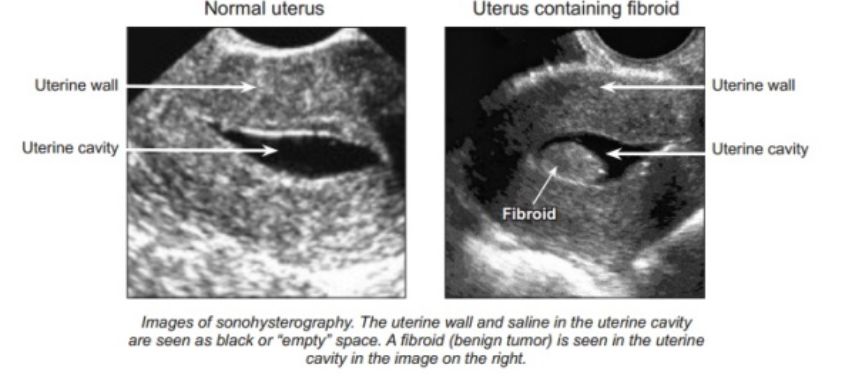 Normal uterus
Uterus containing fibroid
Uterine wall
Uterine wall
Uterine cavity
Uterine cavity
Fibroid
Images of sonohysterography. The uterine wall and saline in the uterine cavity
are seen as black or “empty” space. A fibroid (benign tumor) is seen in the uterine
cavity in the image on the right.